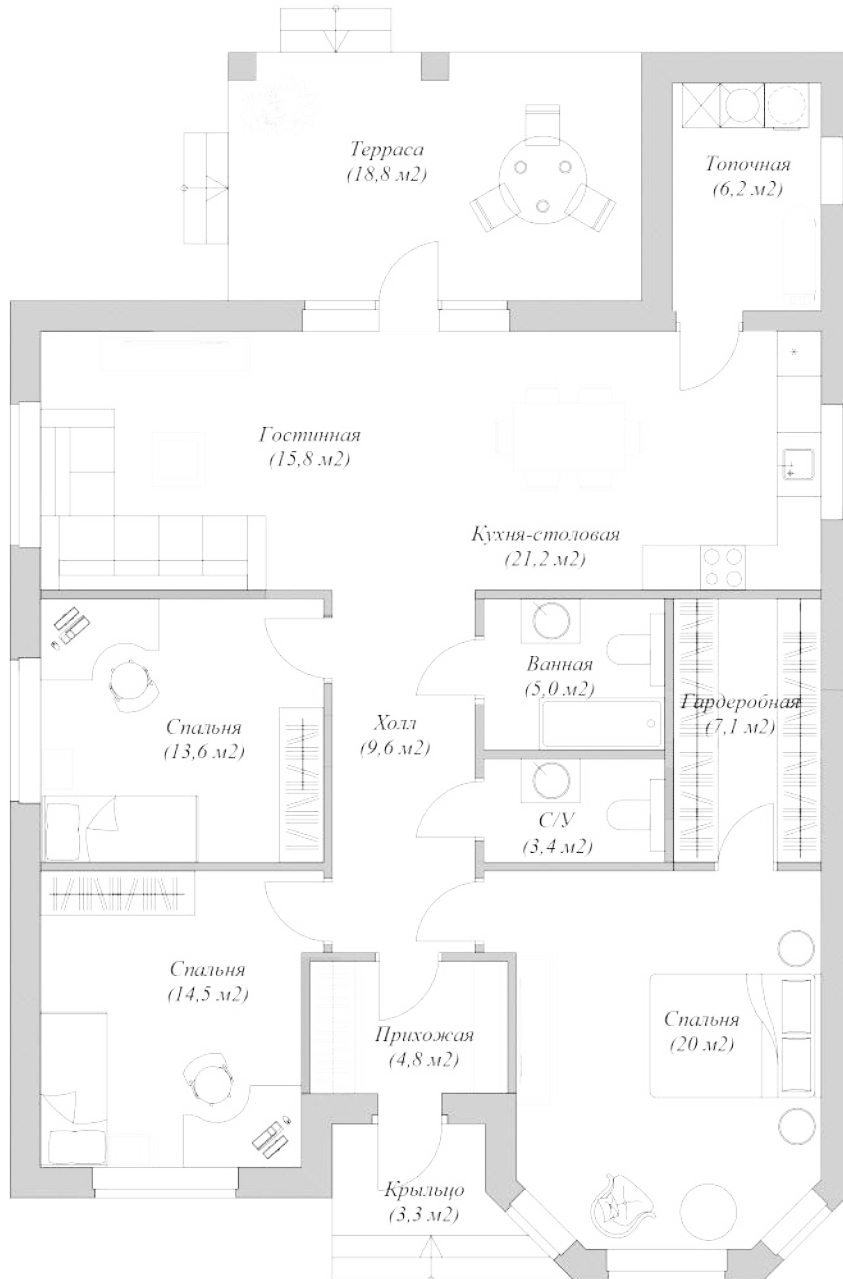 Терраса
(18,8 м2)
Топочная
(6,2 м2)
Гостинная
(15,8 м2)
Кухня-столовая
(21,2 м2)
Ванная
(5,0 м2)
Гардеробная
(7,1 м2)
Спальня
(13,6 м2)
Холл
(9,6 м2)
С/У
(3,4 м2)
Спальня
(14,5 м2)
Прихожая
(4,8 м2)
Спальня
(20 м2)
Крыльцо
(3,3 м2)